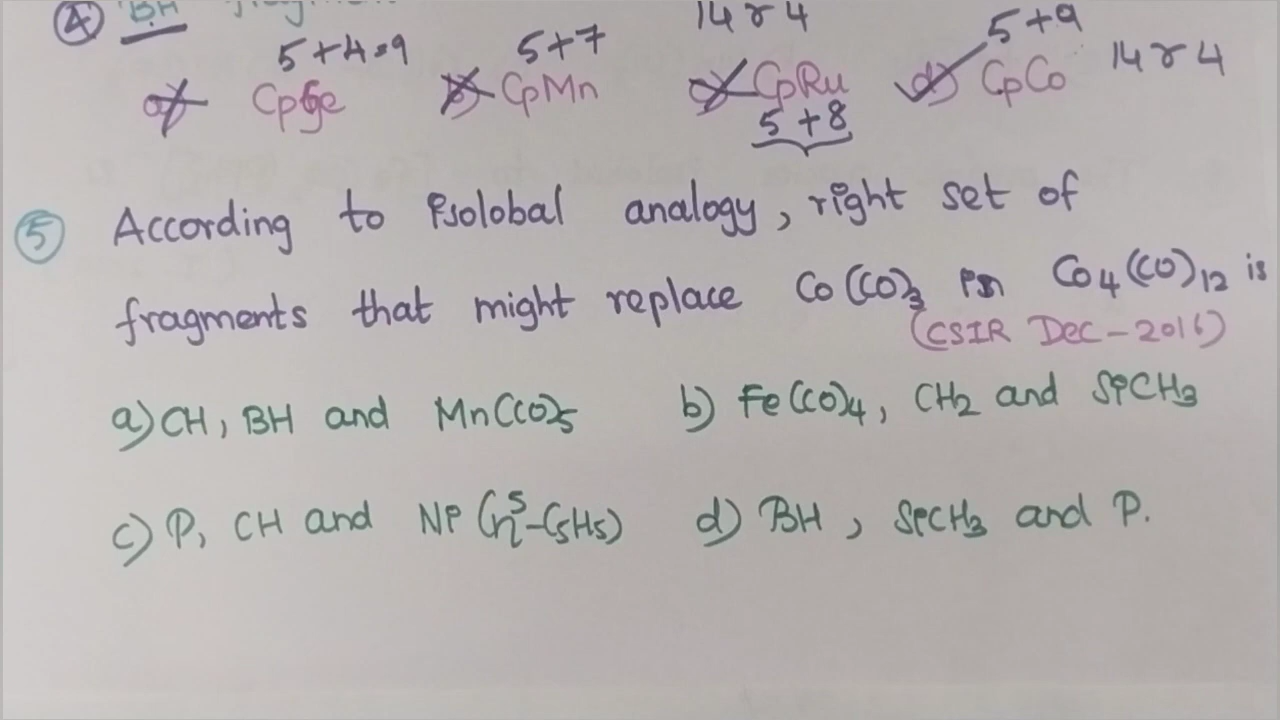 ④ BH
14 r 4
5+4=9 5+7 5+9
a) CpGe b) CpMn c) CpRu d) CpCo 14 r 4
5+8
⑤ According to isolobal analogy, right set of
fragments that might replace Co(CO)3 in Co4(CO)12 is
(CSIR Dec-2016)
a) CH, BH and Mn(CO)5 b) Fe(CO)4, CH2 and SiCH3
c) P, CH and Ni(η5-C5H5) d) BH, SiCH3 and P.